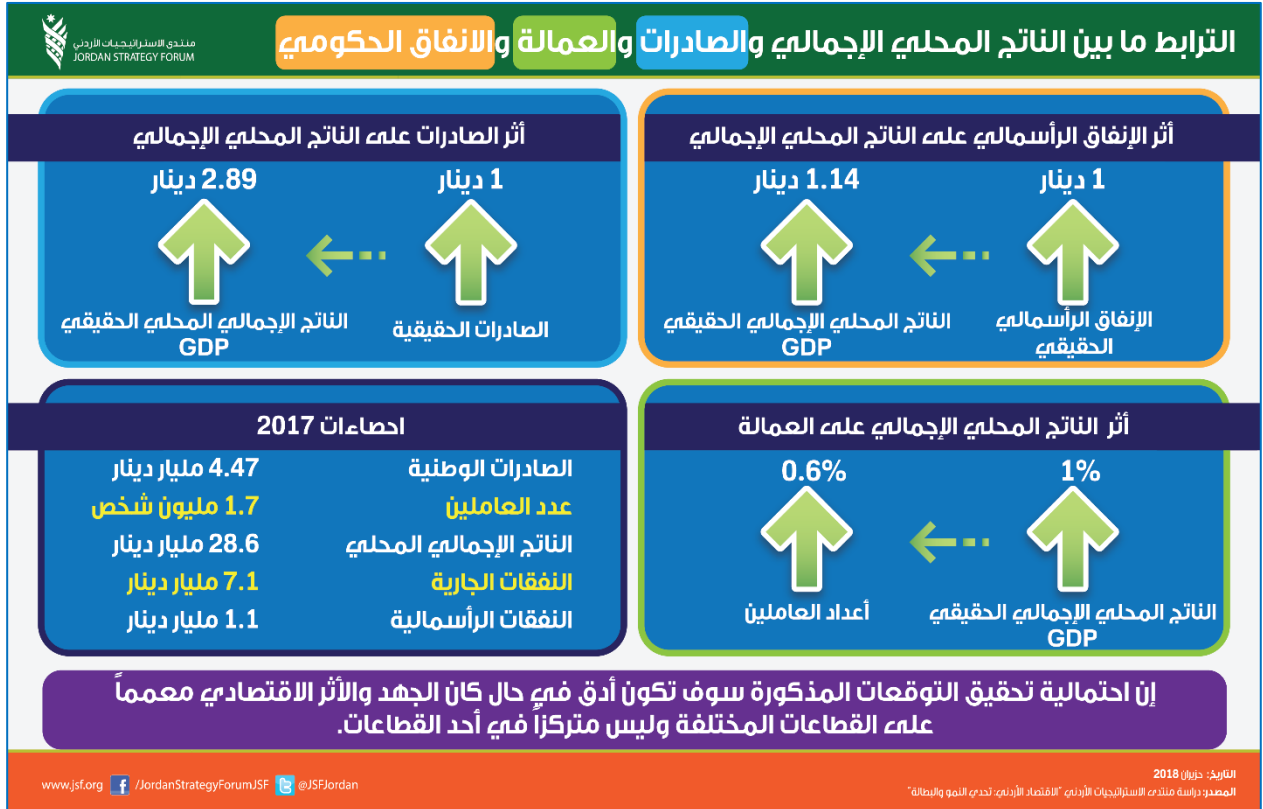 الترابط ما بين الناتج المحلي الإجمالي والصادرات والعمالة والانفاق الحكومي
منتدى الاستراتيجيات الأردني
JORDAN STRATEGY FORUM
أثر الإنفاق الرأسمالي على الناتج المحلي الإجمالي
1 دينار
1.14 دينار
الإنفاق الرأسمالي
الحقيقي
الناتج المحلي الإجمالي الحقيقي
GDP
أثر الصادرات على الناتج المحلي الإجمالي
1 دينار
2.89 دينار
الصادرات الحقيقية
الناتج الإجمالي المحلي الحقيقي
GDP
أثر الناتج المحلي الإجمالي على العمالة
1%
0.6%
الناتج المحلي الإجمالي الحقيقي
GDP
أعداد العاملين
احصاءات 2017
الصادرات الوطنية 4.47 مليار دينار
عدد العاملين 1.7 مليون شخص
الناتج الإجمالي المحلي 28.6 مليار دينار
النفقات الجارية 7.1 مليار دينار
النفقات الرأسمالية 1.1 مليار دينار
إن احتمالية تحقيق التوقعات المذكورة سوف تكون أدق في حال كان الجهد والأثر الاقتصادي معمماً
على القطاعات المختلفة وليس متركزاً في أحد القطاعات.
التاريخ: حزيران 2018
المصدر: دراسة منتدى الاستراتيجيات الأردني "الاقتصاد الأردني: تحدي النمو والبطالة"
www.jsf.org f /JordanStrategyForumJSF @JSFJordan